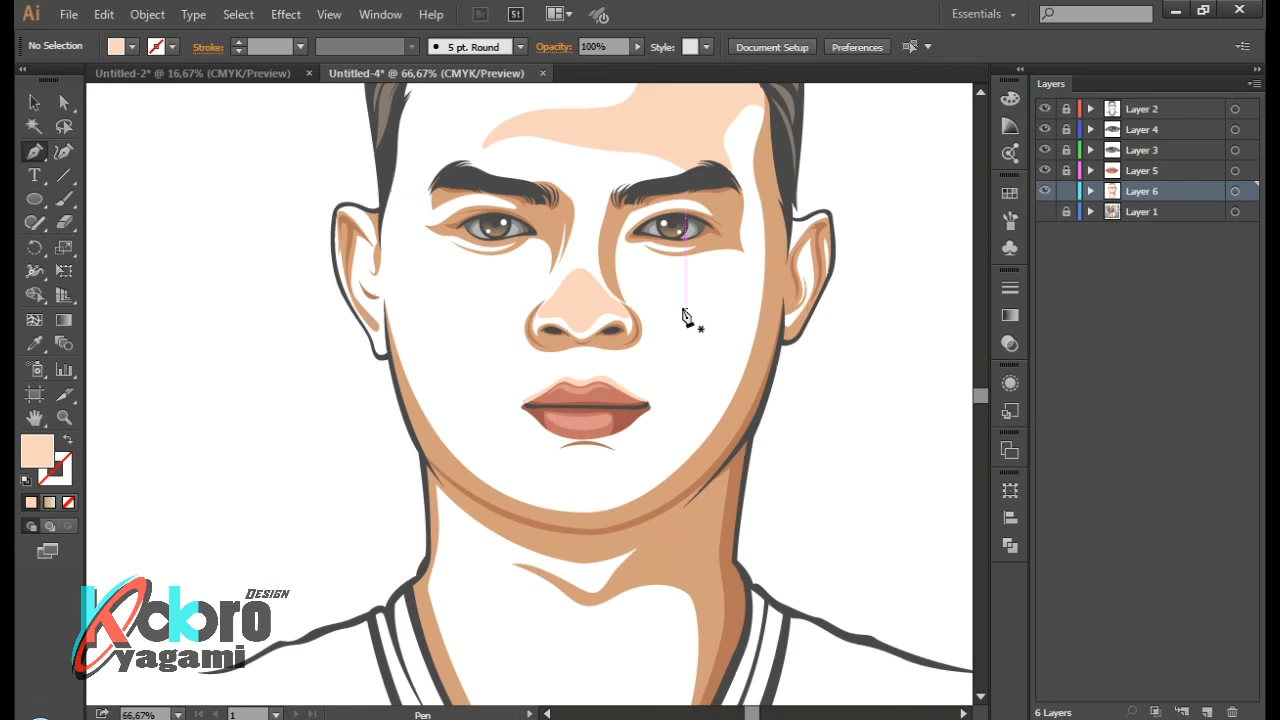 Ai File Edit Object Type Select Effect View Window Help Br St Essentials
No Selection Stroke: 5 pt. Round Opacity: 100% Style: Document Setup Preferences
Untitled-2* @ 16,67% (CMYK/Preview) × Untitled-4* @ 66,67% (CMYK/Preview) ×
Layers
Layer 2
Layer 4
Layer 3
Layer 5
Layer 6
Layer 1
DESIGN
Kokoro
yagami
66,67% 1 Pen
6 Layers